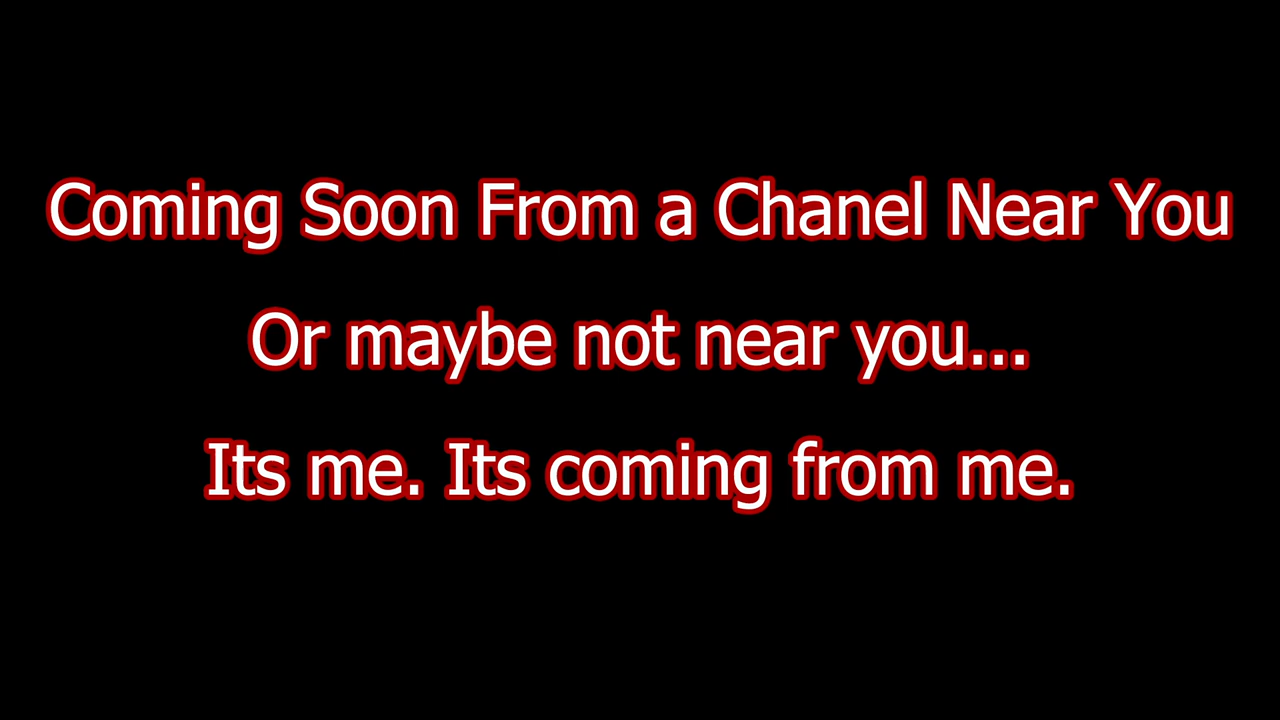 Coming Soon From a Chanel Near You
Or maybe not near you...
Its me. Its coming from me.